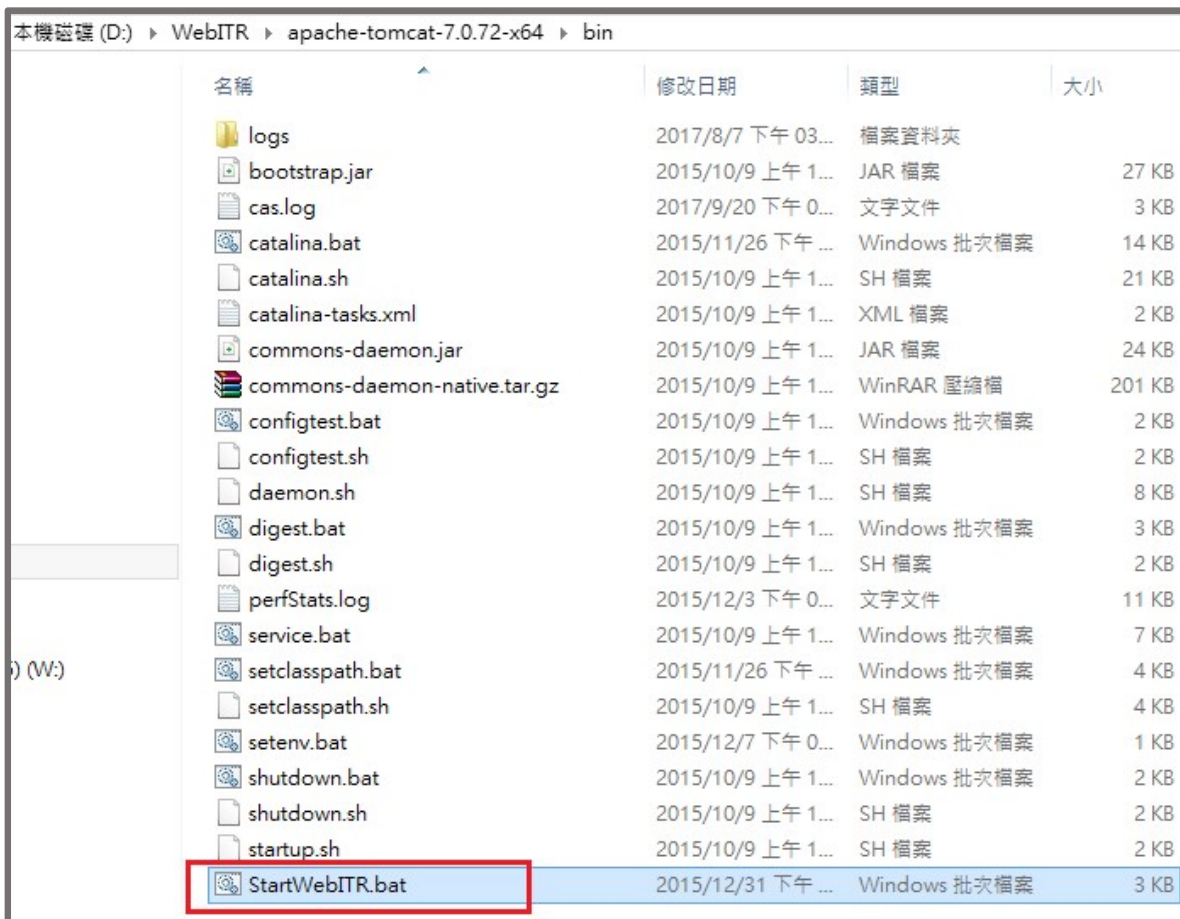 本機磁碟 (D:) ▸ WebITR ▸ apache-tomcat-7.0.72-x64 ▸ bin
名稱 修改日期 類型 大小
logs 2017/8/7 下午 03... 檔案資料夾
bootstrap.jar 2015/10/9 上午 1... JAR 檔案 27 KB
cas.log 2017/9/20 下午 0... 文字文件 3 KB
catalina.bat 2015/11/26 下午 ... Windows 批次檔案 14 KB
catalina.sh 2015/10/9 上午 1... SH 檔案 21 KB
catalina-tasks.xml 2015/10/9 上午 1... XML 檔案 2 KB
commons-daemon.jar 2015/10/9 上午 1... JAR 檔案 24 KB
commons-daemon-native.tar.gz 2015/10/9 上午 1... WinRAR 壓縮檔 201 KB
configtest.bat 2015/10/9 上午 1... Windows 批次檔案 2 KB
configtest.sh 2015/10/9 上午 1... SH 檔案 2 KB
daemon.sh 2015/10/9 上午 1... SH 檔案 8 KB
digest.bat 2015/10/9 上午 1... Windows 批次檔案 3 KB
digest.sh 2015/10/9 上午 1... SH 檔案 2 KB
perfStats.log 2015/12/3 下午 0... 文字文件 11 KB
service.bat 2015/10/9 上午 1... Windows 批次檔案 7 KB
) (W:) setclasspath.bat 2015/11/26 下午 ... Windows 批次檔案 4 KB
setclasspath.sh 2015/10/9 上午 1... SH 檔案 4 KB
setenv.bat 2015/12/7 下午 0... Windows 批次檔案 1 KB
shutdown.bat 2015/10/9 上午 1... Windows 批次檔案 2 KB
shutdown.sh 2015/10/9 上午 1... SH 檔案 2 KB
startup.sh 2015/10/9 上午 1... SH 檔案 2 KB
StartWebITR.bat 2015/12/31 下午 ... Windows 批次檔案 3 KB